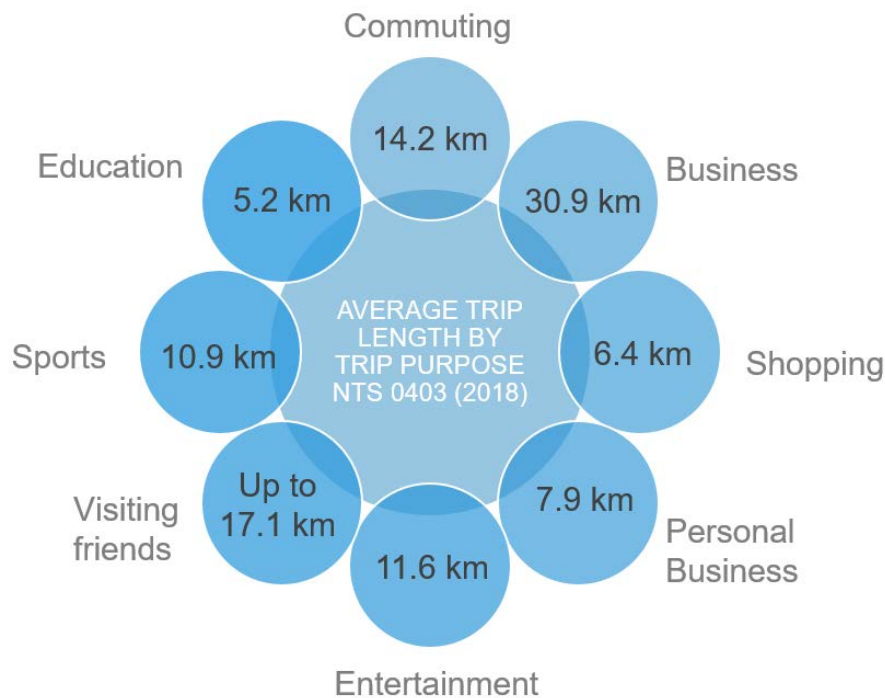 Commuting
14.2 km
Business
30.9 km
Shopping
6.4 km
Personal
Business
7.9 km
Entertainment
11.6 km
Visiting
friends
Up to
17.1 km
Sports
10.9 km
Education
5.2 km
AVERAGE TRIP
LENGTH BY
TRIP PURPOSE
NTS 0403 (2018)